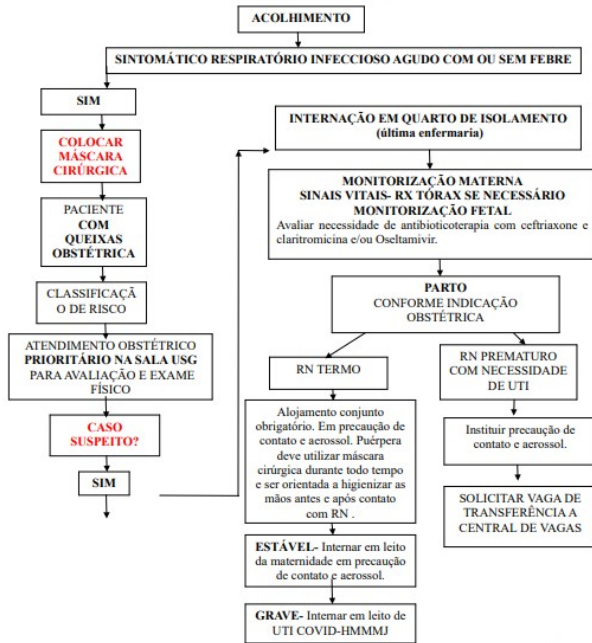 ACOLHIMENTO
SINTOMÁTICO RESPIRATÓRIO INFECCIOSO AGUDO COM OU SEM FEBRE
SIM
COLOCAR
MÁSCARA
CIRÚRGICA
PACIENTE
COM
QUEIXAS
OBSTÉTRICA
CLASSIFICAÇÃ
O DE RISCO
ATENDIMENTO OBSTÉTRICO
PRIORITÁRIO NA SALA USG
PARA AVALIAÇÃO E EXAME
FÍSICO
CASO
SUSPEITO?
SIM
INTERNAÇÃO EM QUARTO DE ISOLAMENTO
(última enfermaria)
MONITORIZAÇÃO MATERNA
SINAIS VITAIS- RX TÓRAX SE NECESSÁRIO
MONITORIZAÇÃO FETAL
Avaliar necessidade de antibioticoterapia com ceftriaxone e
claritromicina e/ou Oseltamivir.
PARTO
CONFORME INDICAÇÃO
OBSTÉTRICA
RN TERMO
Alojamento conjunto
obrigatório. Em precaução de
contato e aerossol. Puérpera
deve utilizar máscara
cirúrgica durante todo tempo
e ser orientada a higienizar as
mãos antes e após contato
com RN .
ESTÁVEL- Internar em leito
da maternidade em precaução
de contato e aerossol.
GRAVE- Internar em leito de
UTI COVID-HMMMJ
RN PREMATURO
COM NECESSIDADE
DE UTI
Instituir precaução de
contato e aerossol.
SOLICITAR VAGA DE
TRANSFERÊNCIA A
CENTRAL DE VAGAS